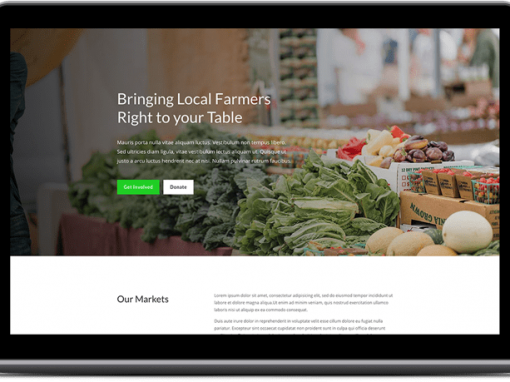 Bringing Local Farmers
Right to your Table
Mauris porta nulla vitae aliquam luctus. Vestibulum non tempus libero.
Sed ultricies diam ligula, vitae vestibulum lectus aliquam ut. Quisque at
justo a arcu luctus hendrerit nec at nisi. Nullam pulvinar rutrum faucibus.
Get Involved
Donate
GROWN
Our Markets
Lorem ipsum dolor sit amet, consectetur adipiscing elit, sed do eiusmod tempor incididunt ut
labore et dolore magna aliqua. Ut enim ad minim veniam, quis nostrud exercitation ullamco
laboris nisi ut aliquip ex ea commodo consequat.
Duis aute irure dolor in reprehenderit in voluptate velit esse cillum dolore eu fugiat nulla
pariatur. Excepteur sint occaecat cupidatat non proident sunt in culpa qui officia deserunt